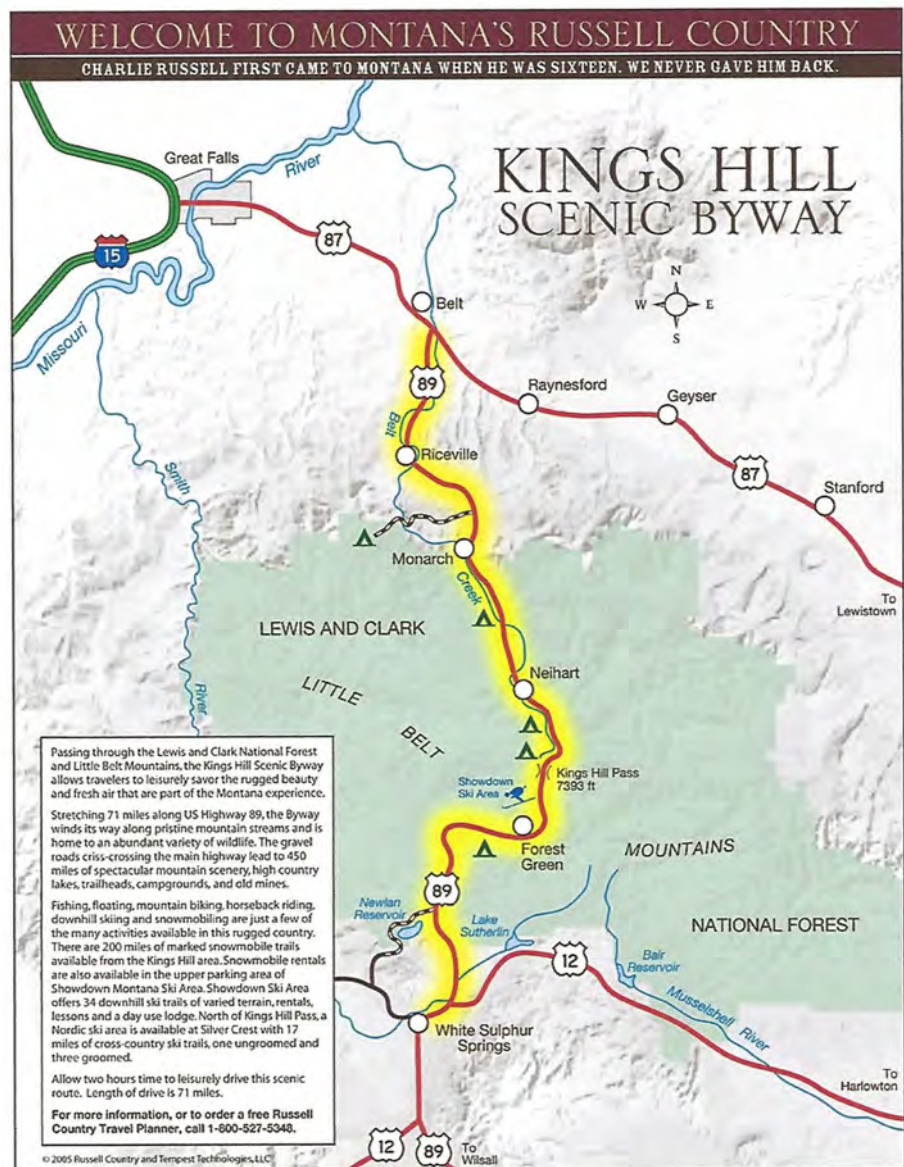 WELCOME TO MONTANA'S RUSSELL COUNTRY
CHARLIE RUSSELL FIRST CAME TO MONTANA WHEN HE WAS SIXTEEN. WE NEVER GAVE HIM BACK.
KINGS HILL
SCENIC BYWAY
Great Falls
River
15
87
Missouri
Belt
N
W E
S
89
Raynesford
Geyser
Belt
Riceville
87
Stanford
Smith
Monarch
Creek
To
Lewistown
LEWIS AND CLARK
LITTLE
Neihart
River
BELT
Kings Hill Pass
7393 ft
Showdown
Ski Area
Forest
Green
MOUNTAINS
89
Newlan
Reservoir
Lake
Sutherlin
NATIONAL FOREST
12
Bair
Reservoir
Musselshell River
White Sulphur
Springs
To
Harlowton
12
89
To
Wilsall
Passing through the Lewis and Clark National Forest
and Little Belt Mountains, the Kings Hill Scenic Byway
allows travelers to leisurely savor the rugged beauty
and fresh air that are part of the Montana experience.
Stretching 71 miles along US Highway 89, the Byway
winds its way along pristine mountain streams and is
home to an abundant variety of wildlife. The gravel
roads criss-crossing the main highway lead to 450
miles of spectacular mountain scenery, high country
lakes, trailheads, campgrounds, and old mines.
Fishing, floating, mountain biking, horseback riding,
downhill skiing and snowmobiling are just a few of
the many activities available in this rugged country.
There are 200 miles of marked snowmobile trails
available from the Kings Hill area. Snowmobile rentals
are also available in the upper parking area of
Showdown Montana Ski Area. Showdown Ski Area
offers 34 downhill ski trails of varied terrain, rentals,
lessons and a day use lodge. North of Kings Hill Pass, a
Nordic ski area is available at Silver Crest with 17
miles of cross-country ski trails, one ungroomed and
three groomed.
Allow two hours time to leisurely drive this scenic
route. Length of drive is 71 miles.
For more information, or to order a free Russell
Country Travel Planner, call 1-800-527-5348.
© 2005 Russell Country and Tempest Technologies, LLC